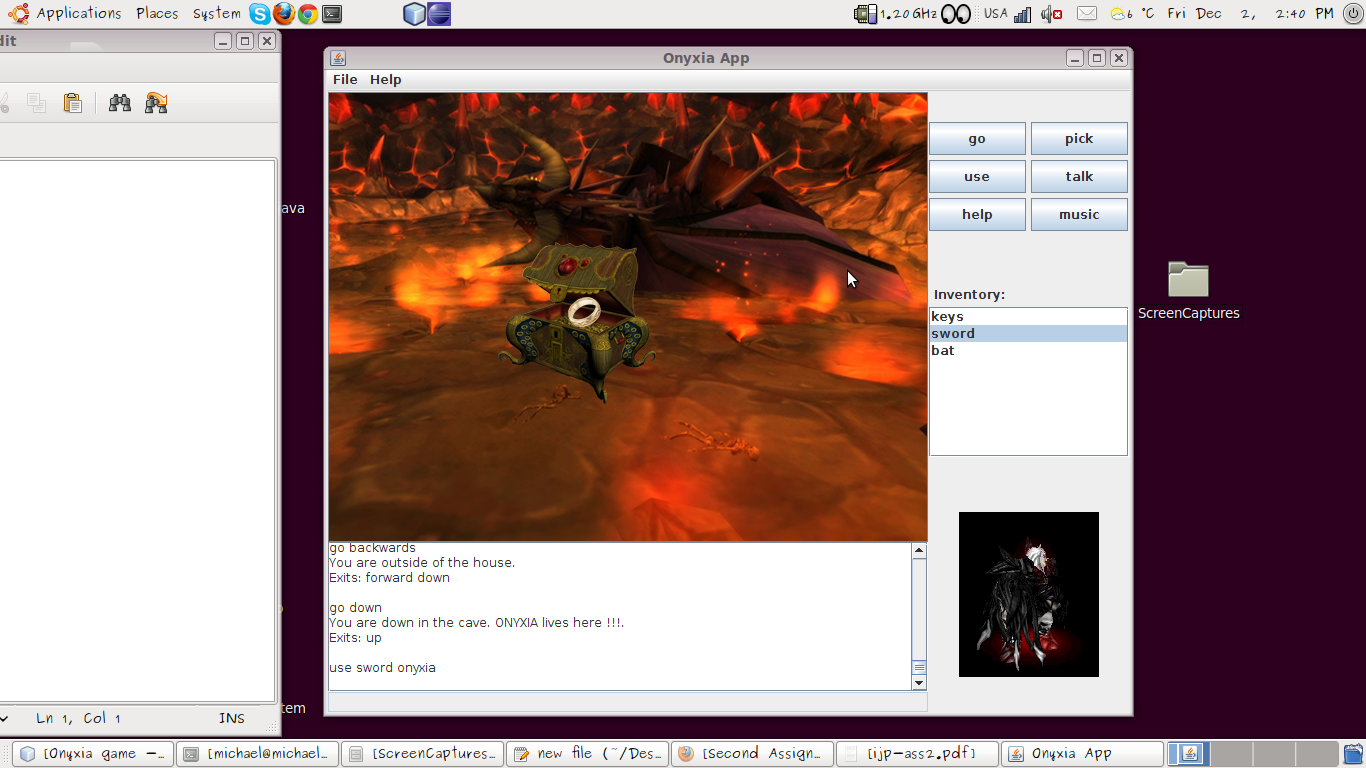 Applications Places System 1.20 GHz USA 6 °C Fri Dec 2, 2:40 PM
dit
Onyxia App
File Help
go pick
use talk
help music
Inventory:
keys
sword
bat
ava
ScreenCaptures
go backwards
You are outside of the house.
Exits: forward down
go down
You are down in the cave. ONYXIA lives here !!!.
Exits: up
use sword onyxia
tem
Ln 1, Col 1 INS
[Onyxia game –... [michael@michael... [ScreenCaptures... new file (~/Des... [Second Assign... [ijp-ass2.pdf] Onyxia App